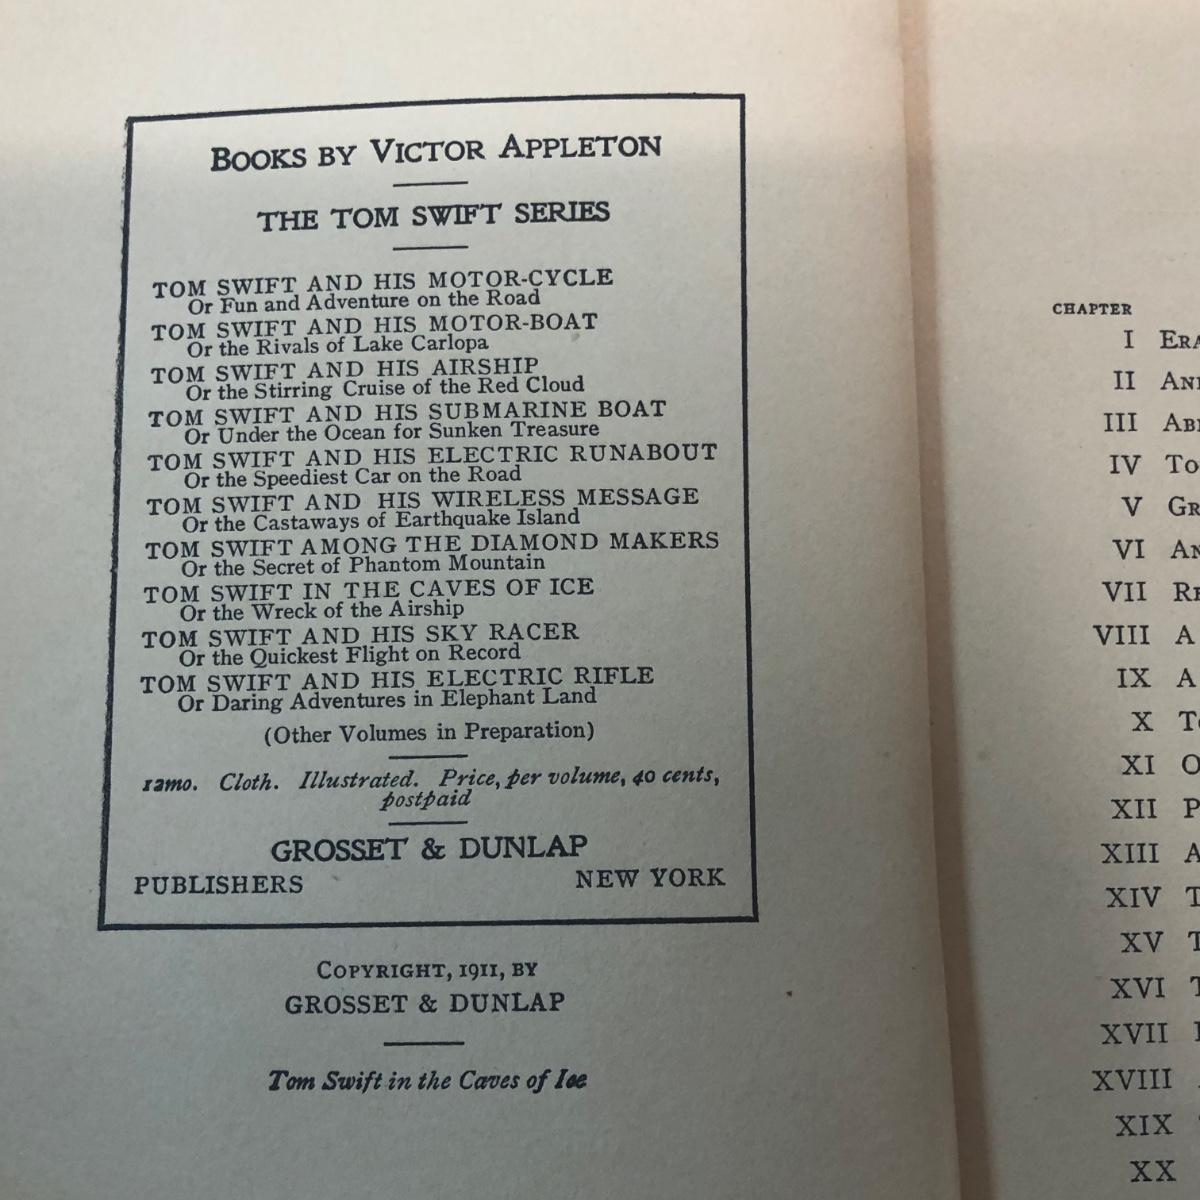 BOOKS BY VICTOR APPLETON
THE TOM SWIFT SERIES
TOM SWIFT AND HIS MOTOR-CYCLE
Or Fun and Adventure on the Road
TOM SWIFT AND HIS MOTOR-BOAT
Or the Rivals of Lake Carlopa
TOM SWIFT AND HIS AIRSHIP
Or the Stirring Cruise of the Red Cloud
TOM SWIFT AND HIS SUBMARINE BOAT
Or Under the Ocean for Sunken Treasure
TOM SWIFT AND HIS ELECTRIC RUNABOUT
Or the Speediest Car on the Road
TOM SWIFT AND HIS WIRELESS MESSAGE
Or the Castaways of Earthquake Island
TOM SWIFT AMONG THE DIAMOND MAKERS
Or the Secret of Phantom Mountain
TOM SWIFT IN THE CAVES OF ICE
Or the Wreck of the Airship
TOM SWIFT AND HIS SKY RACER
Or the Quickest Flight on Record
TOM SWIFT AND HIS ELECTRIC RIFLE
Or Daring Adventures in Elephant Land
(Other Volumes in Preparation)
12mo. Cloth. Illustrated. Price, per volume, 40 cents,
postpaid
GROSSET & DUNLAP
PUBLISHERS NEW YORK
COPYRIGHT, 1911, BY
GROSSET & DUNLAP
Tom Swift in the Caves of Ice
CHAPTER
I
II
III
IV
V
VI
VII
VIII A
IX A
X
XI
XII
XIII
XIV
XV
XVI
XVII
XVIII
XIX
XX